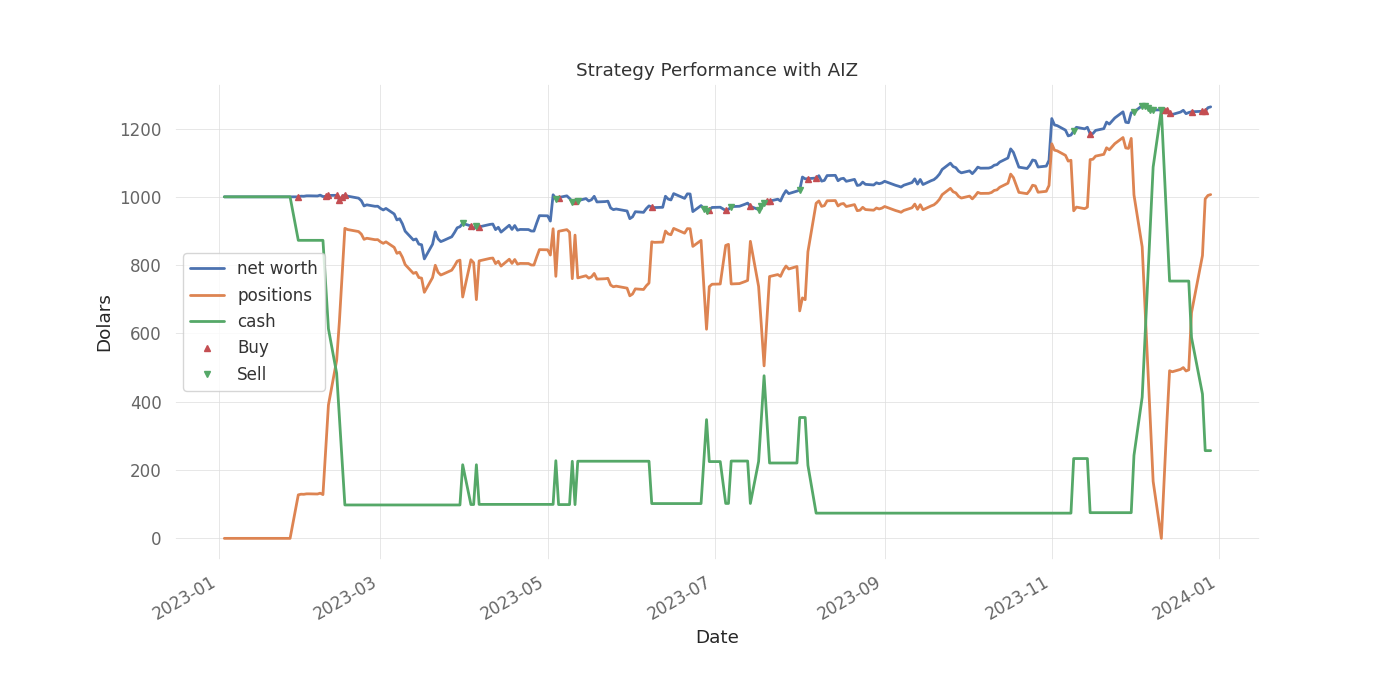 Strategy Performance with AIZ
1200
1000
800
600
400
200
0
Dolars
net worth
positions
cash
Buy
Sell
2023-01
2023-03
2023-05
2023-07
2023-09
2023-11
2024-01
Date